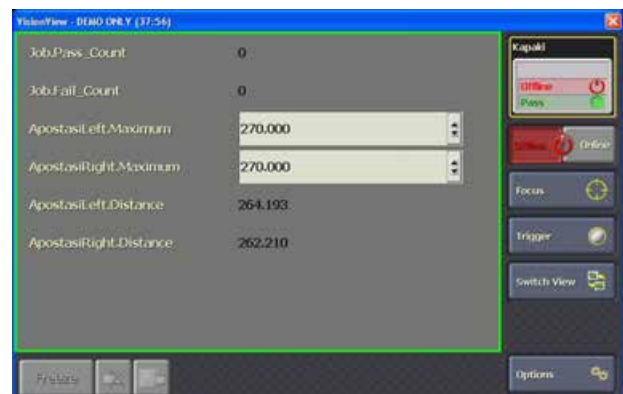 VisionView - DEMO ONLY (37:56)
Job.Pass_Count 0
Job.Fail_Count 0
ApostasiLeft.Maximum 270.000
ApostasiRight.Maximum 270.000
ApostasiLeft.Distance 264.193
ApostasiRight.Distance 262.210
Kapaki
Offline
Pass
Offline Online
Focus
Trigger
Switch View
Options
Freeze